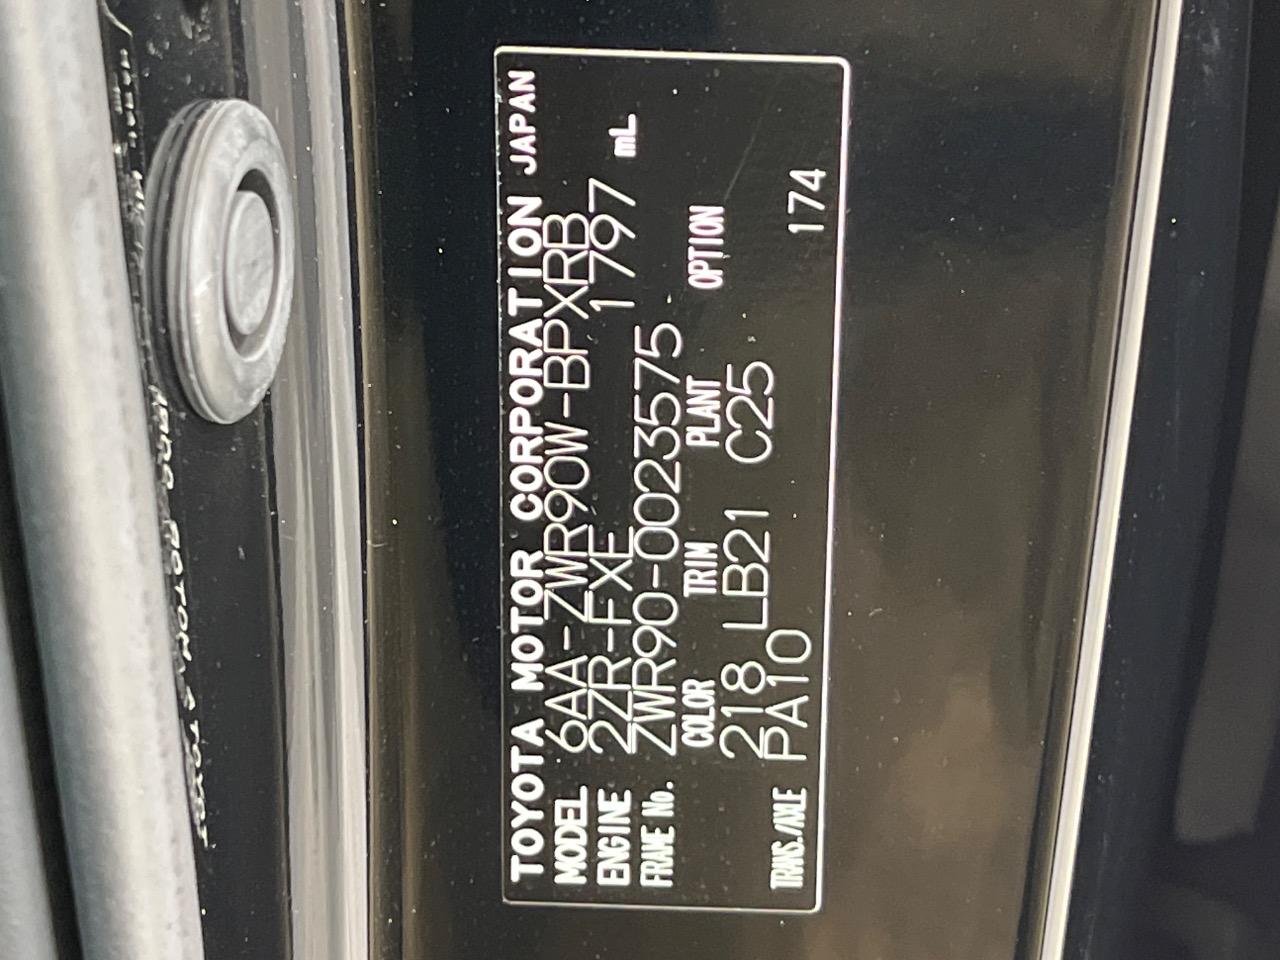 TOYOTA MOTOR CORPORATION JAPAN
MODEL 6AA-ZWR90W-BPXRB
ENGINE 2ZR-FXE 1797 mL
FRAME No. ZWR90-0023575
COLOR TRIM PLANT OPTION
218 LB21 C25
TRANS./AXLE PA10 174